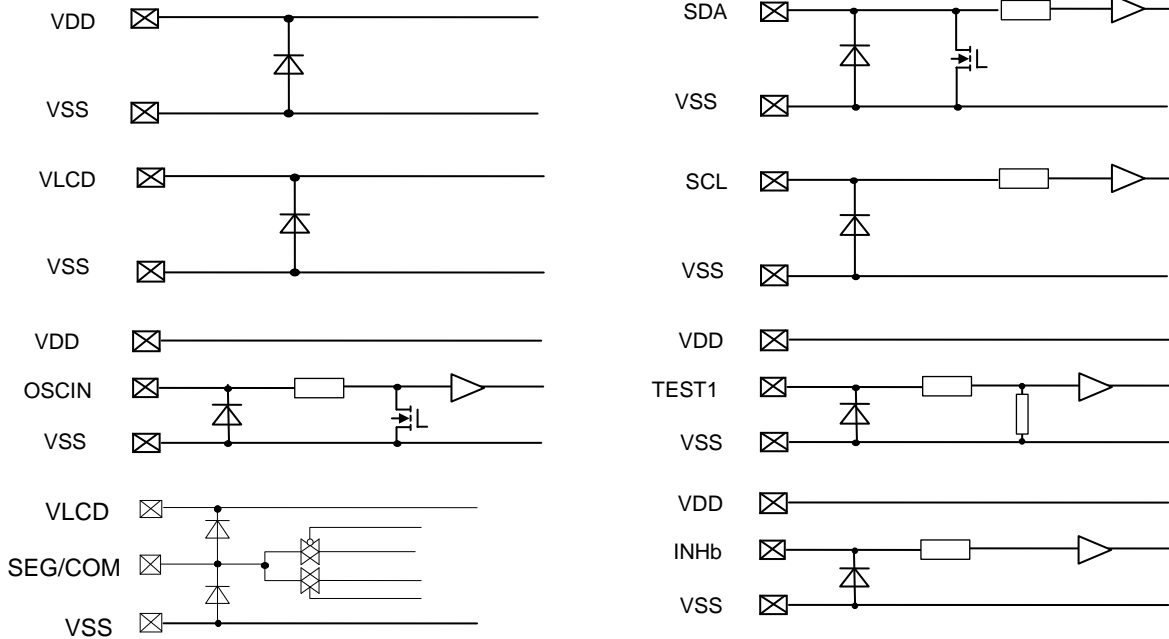 VDD
VSS
VLCD
VSS
VDD
OSCIN
VSS
VLCD
SEG/COM
VSS
SDA
VSS
SCL
VSS
VDD
TEST1
VSS
VDD
INHb
VSS